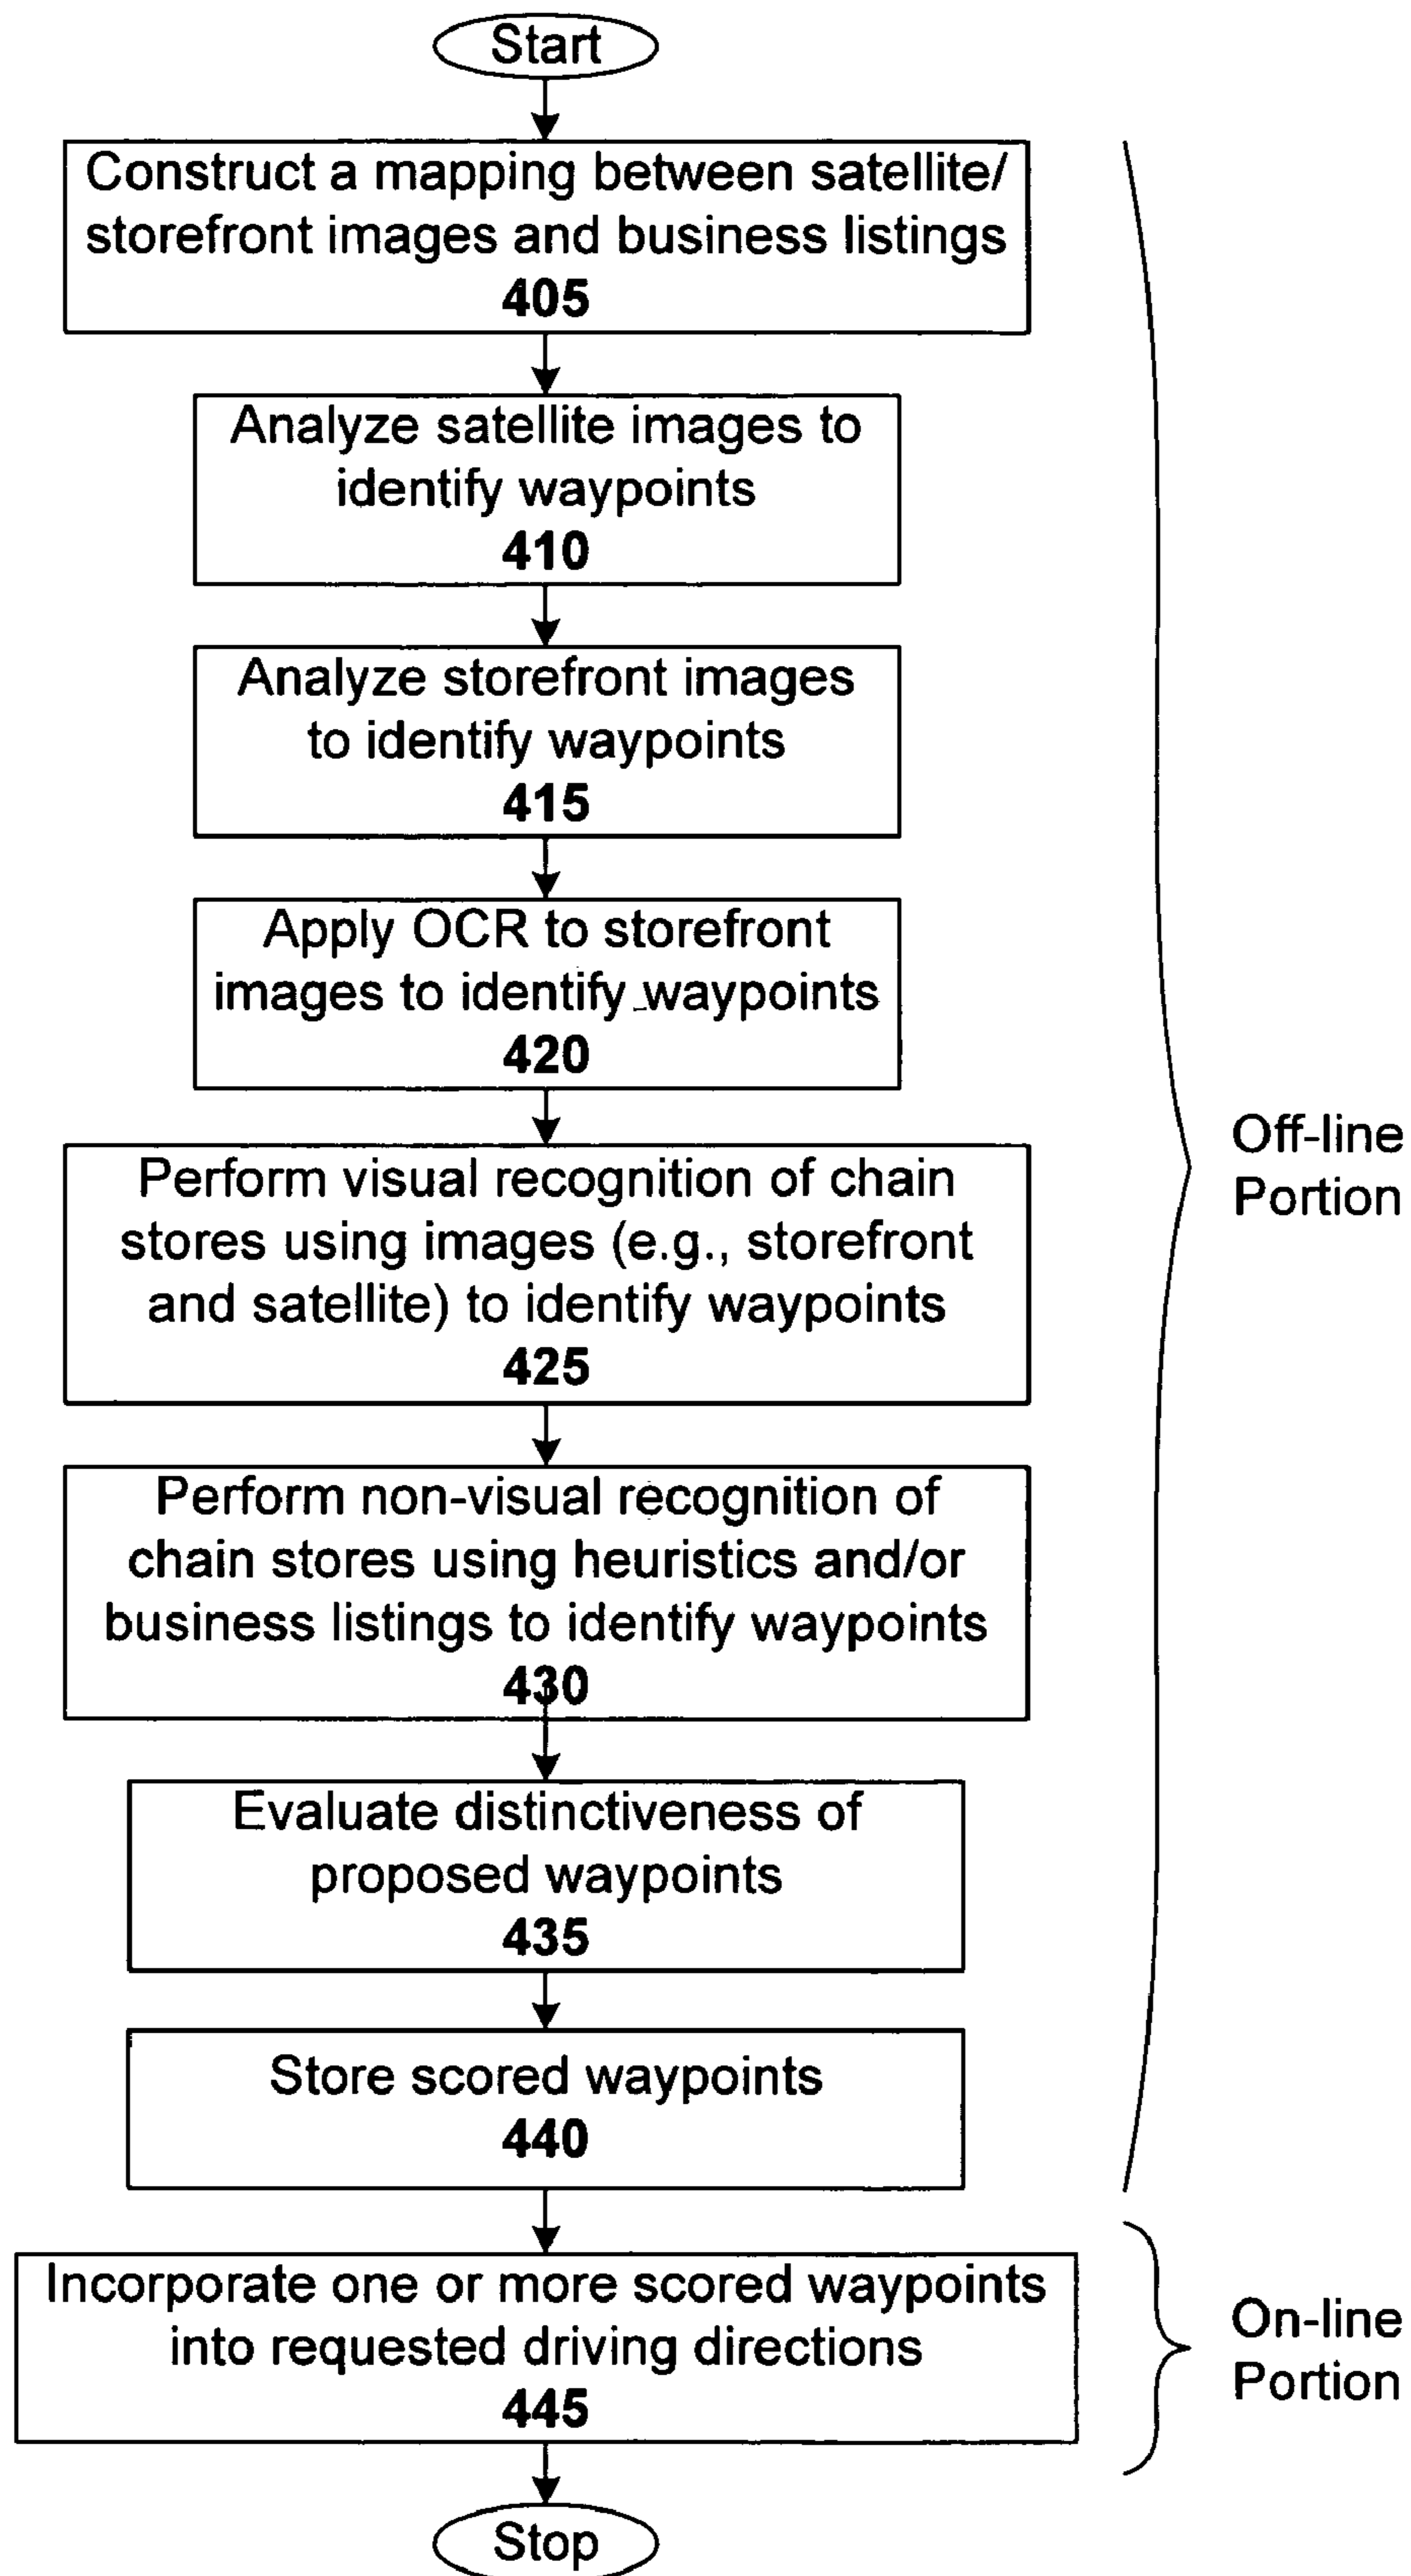 Start
Construct a mapping between satellite/
storefront images and business listings
405
Analyze satellite images to
identify waypoints
410
Analyze storefront images
to identify waypoints
415
Apply OCR to storefront
images to identify waypoints
420
Perform visual recognition of chain
stores using images (e.g., storefront
and satellite) to identify waypoints
425
Off-line
Portion
Perform non-visual recognition of
chain stores using heuristics and/or
business listings to identify waypoints
430
Evaluate distinctiveness of
proposed waypoints
435
Store scored waypoints
440
Incorporate one or more scored waypoints
into requested driving directions
445
On-line
Portion
Stop